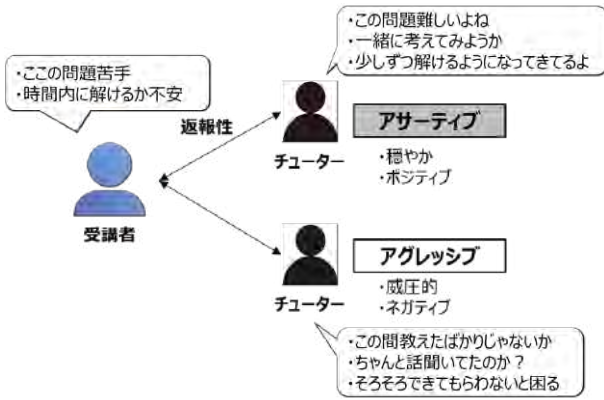 ・この問題難しいよね
・一緒に考えてみようか
・少しずつ解けるようになってきてるよ
・ここの問題苦手
・時間内に解けるか不安
返報性
アサーティブ
チューター
・穏やか
・ポジティブ
受講者
アグレッシブ
チューター
・威圧的
・ネガティブ
・この間教えたばかりじゃないか
・ちゃんと話聞いてたのか？
・そろそろできてもらわないと困る